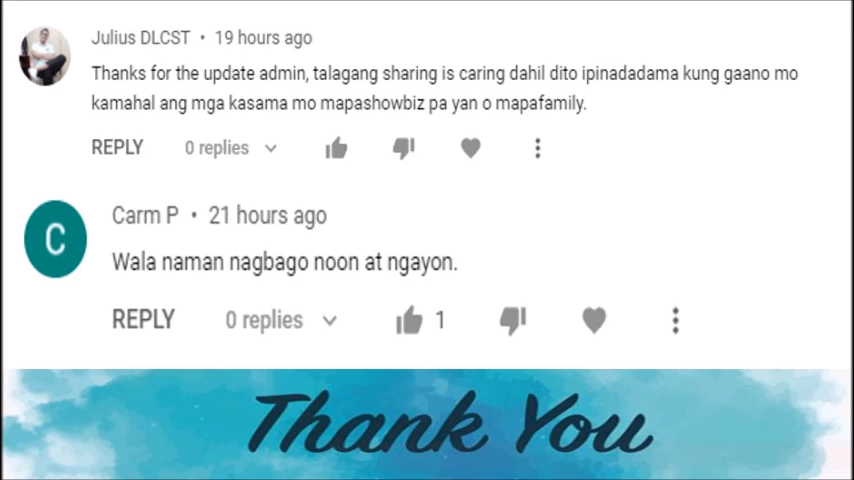 Julius DLCST • 19 hours ago
Thanks for the update admin, talagang sharing is caring dahil dito ipinadadama kung gaano mo
kamahal ang mga kasama mo mapashowbiz pa yan o mapafamily.
REPLY 0 replies
C
Carm P • 21 hours ago
Wala naman nagbago noon at ngayon.
REPLY 0 replies 1
Thank You